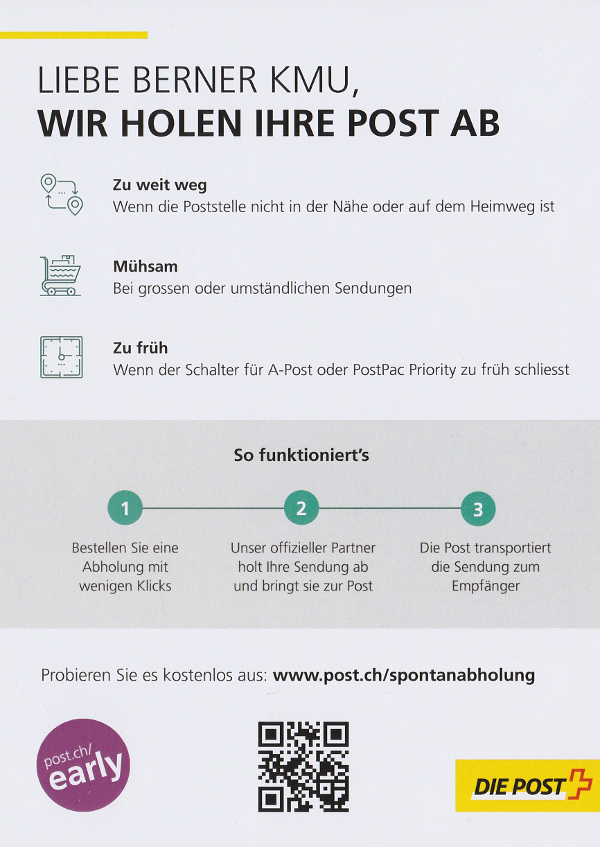 LIEBE BERNER KMU,
WIR HOLEN IHRE POST AB
Zu weit weg
Wenn die Poststelle nicht in der Nähe oder auf dem Heimweg ist
Mühsam
Bei grossen oder umständlichen Sendungen
Zu früh
Wenn der Schalter für A-Post oder PostPac Priority zu früh schliesst
So funktioniert's
1
2
3
Bestellen Sie eine
Abholung mit
wenigen Klicks
Unser offizieller Partner
holt Ihre Sendung ab
und bringt sie zur Post
Die Post transportiert
die Sendung zum
Empfänger
Probieren Sie es kostenlos aus: www.post.ch/spontanabholung
post.ch/
early
DIE POST